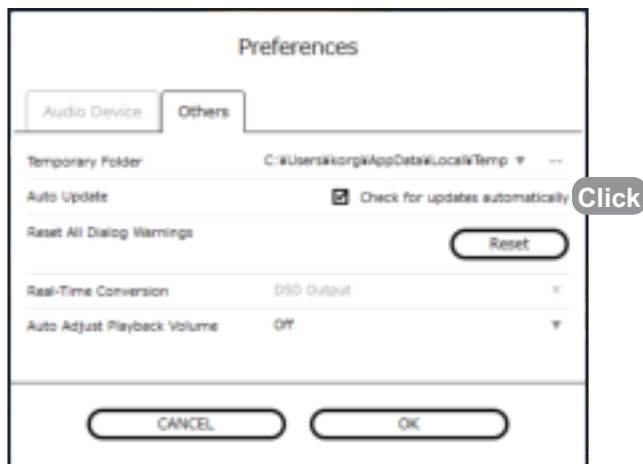 Preferences
Audio Device Others
Temporary Folder C:¥Users¥korg¥AppData¥Local¥Temp ▼ ...
Auto Update Check for updates automatically Click
Reset All Dialog Warnings Reset
Real-Time Conversion DSD Output ▼
Auto Adjust Playback Volume Off ▼
CANCEL OK